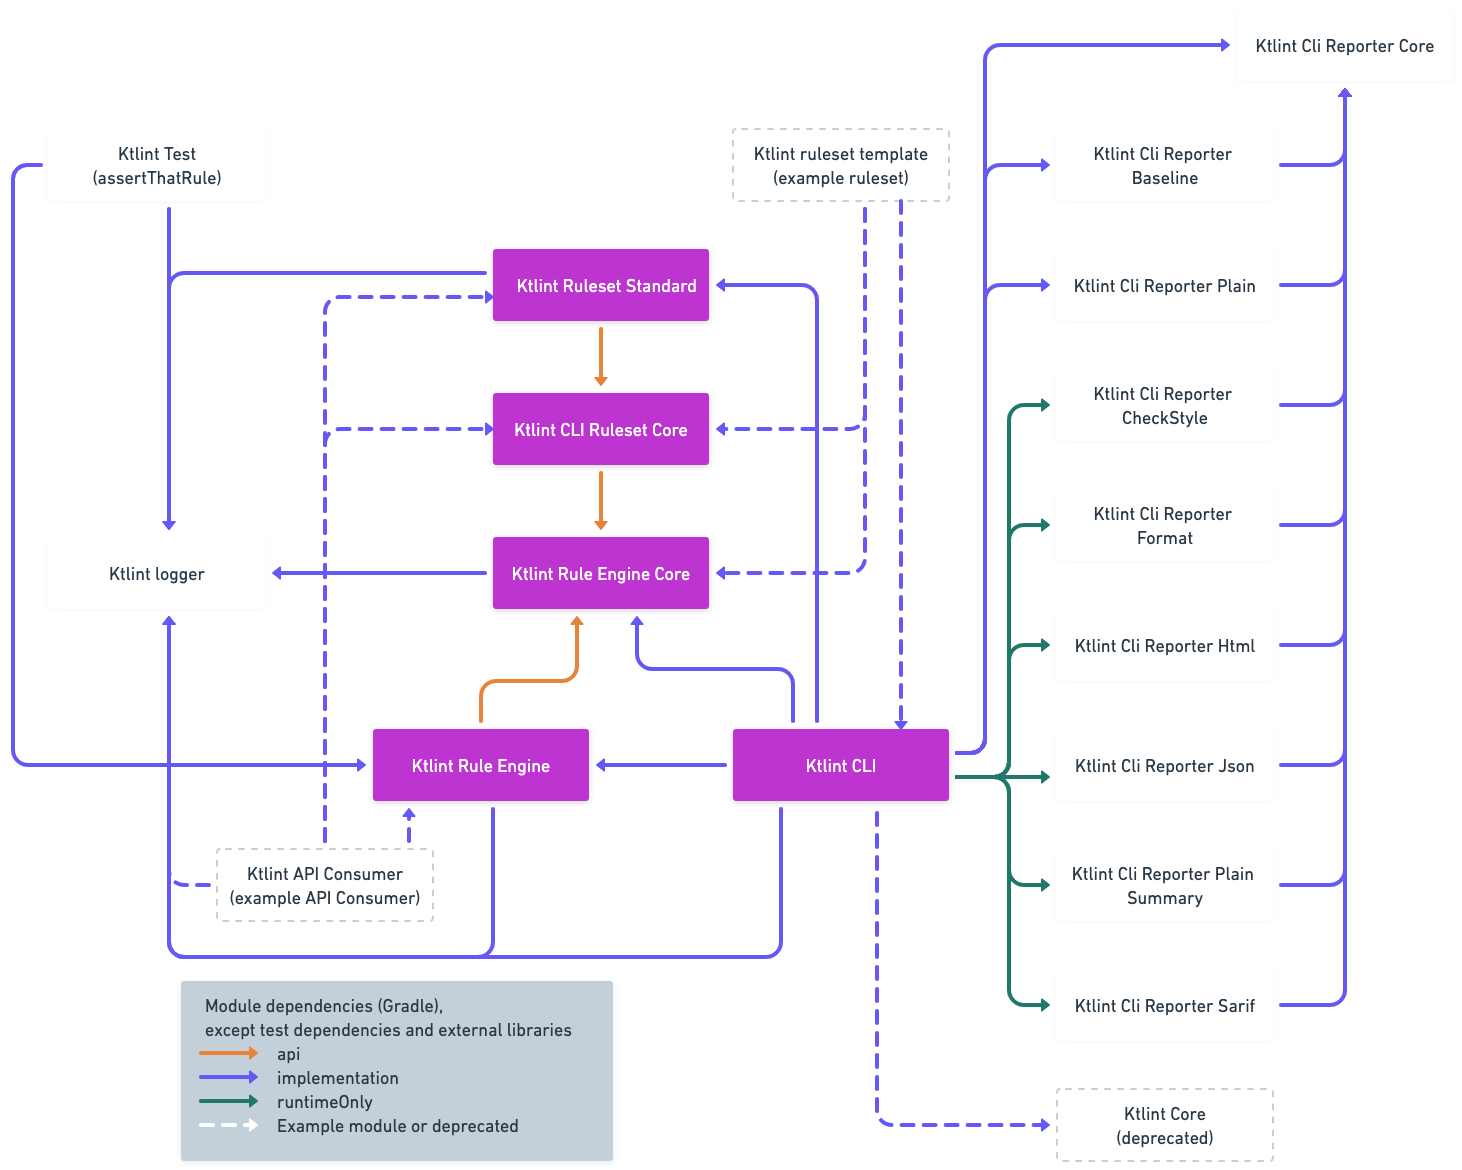 Ktlint Cli Reporter Core
Ktlint Test
(assertThatRule)
Ktlint ruleset template
(example ruleset)
Ktlint Cli Reporter
Baseline
Ktlint Ruleset Standard
Ktlint Cli Reporter Plain
Ktlint Cli Reporter
CheckStyle
Ktlint CLI Ruleset Core
Ktlint Cli Reporter
Format
Ktlint logger
Ktlint Rule Engine Core
Ktlint Cli Reporter Html
Ktlint Rule Engine
Ktlint CLI
Ktlint Cli Reporter Json
Ktlint API Consumer
(example API Consumer)
Ktlint Cli Reporter Plain
Summary
Ktlint Cli Reporter Sarif
Module dependencies (Gradle),
except test dependencies and external libraries
api
implementation
runtimeOnly
Example module or deprecated
Ktlint Core
(deprecated)